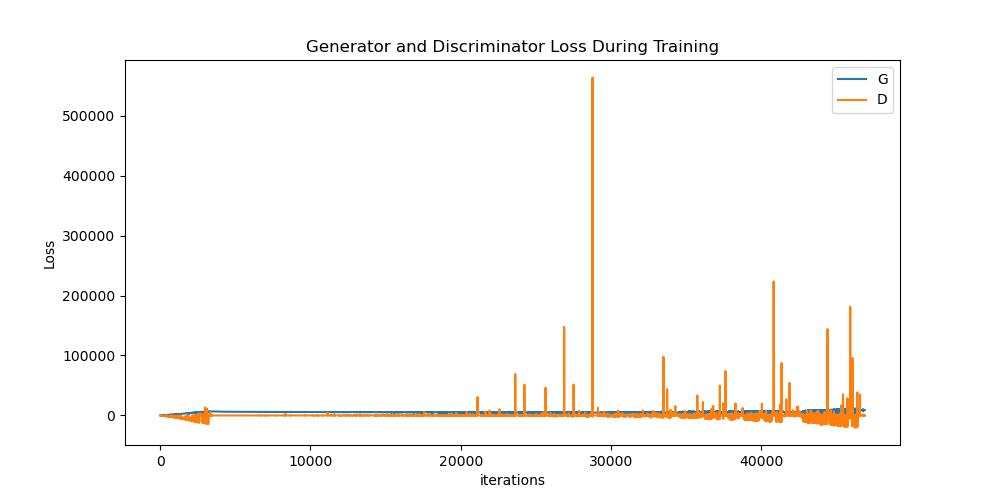 Generator and Discriminator Loss During Training
G
D
500000
400000
300000
200000
100000
0
Loss
0
10000
20000
30000
40000
iterations